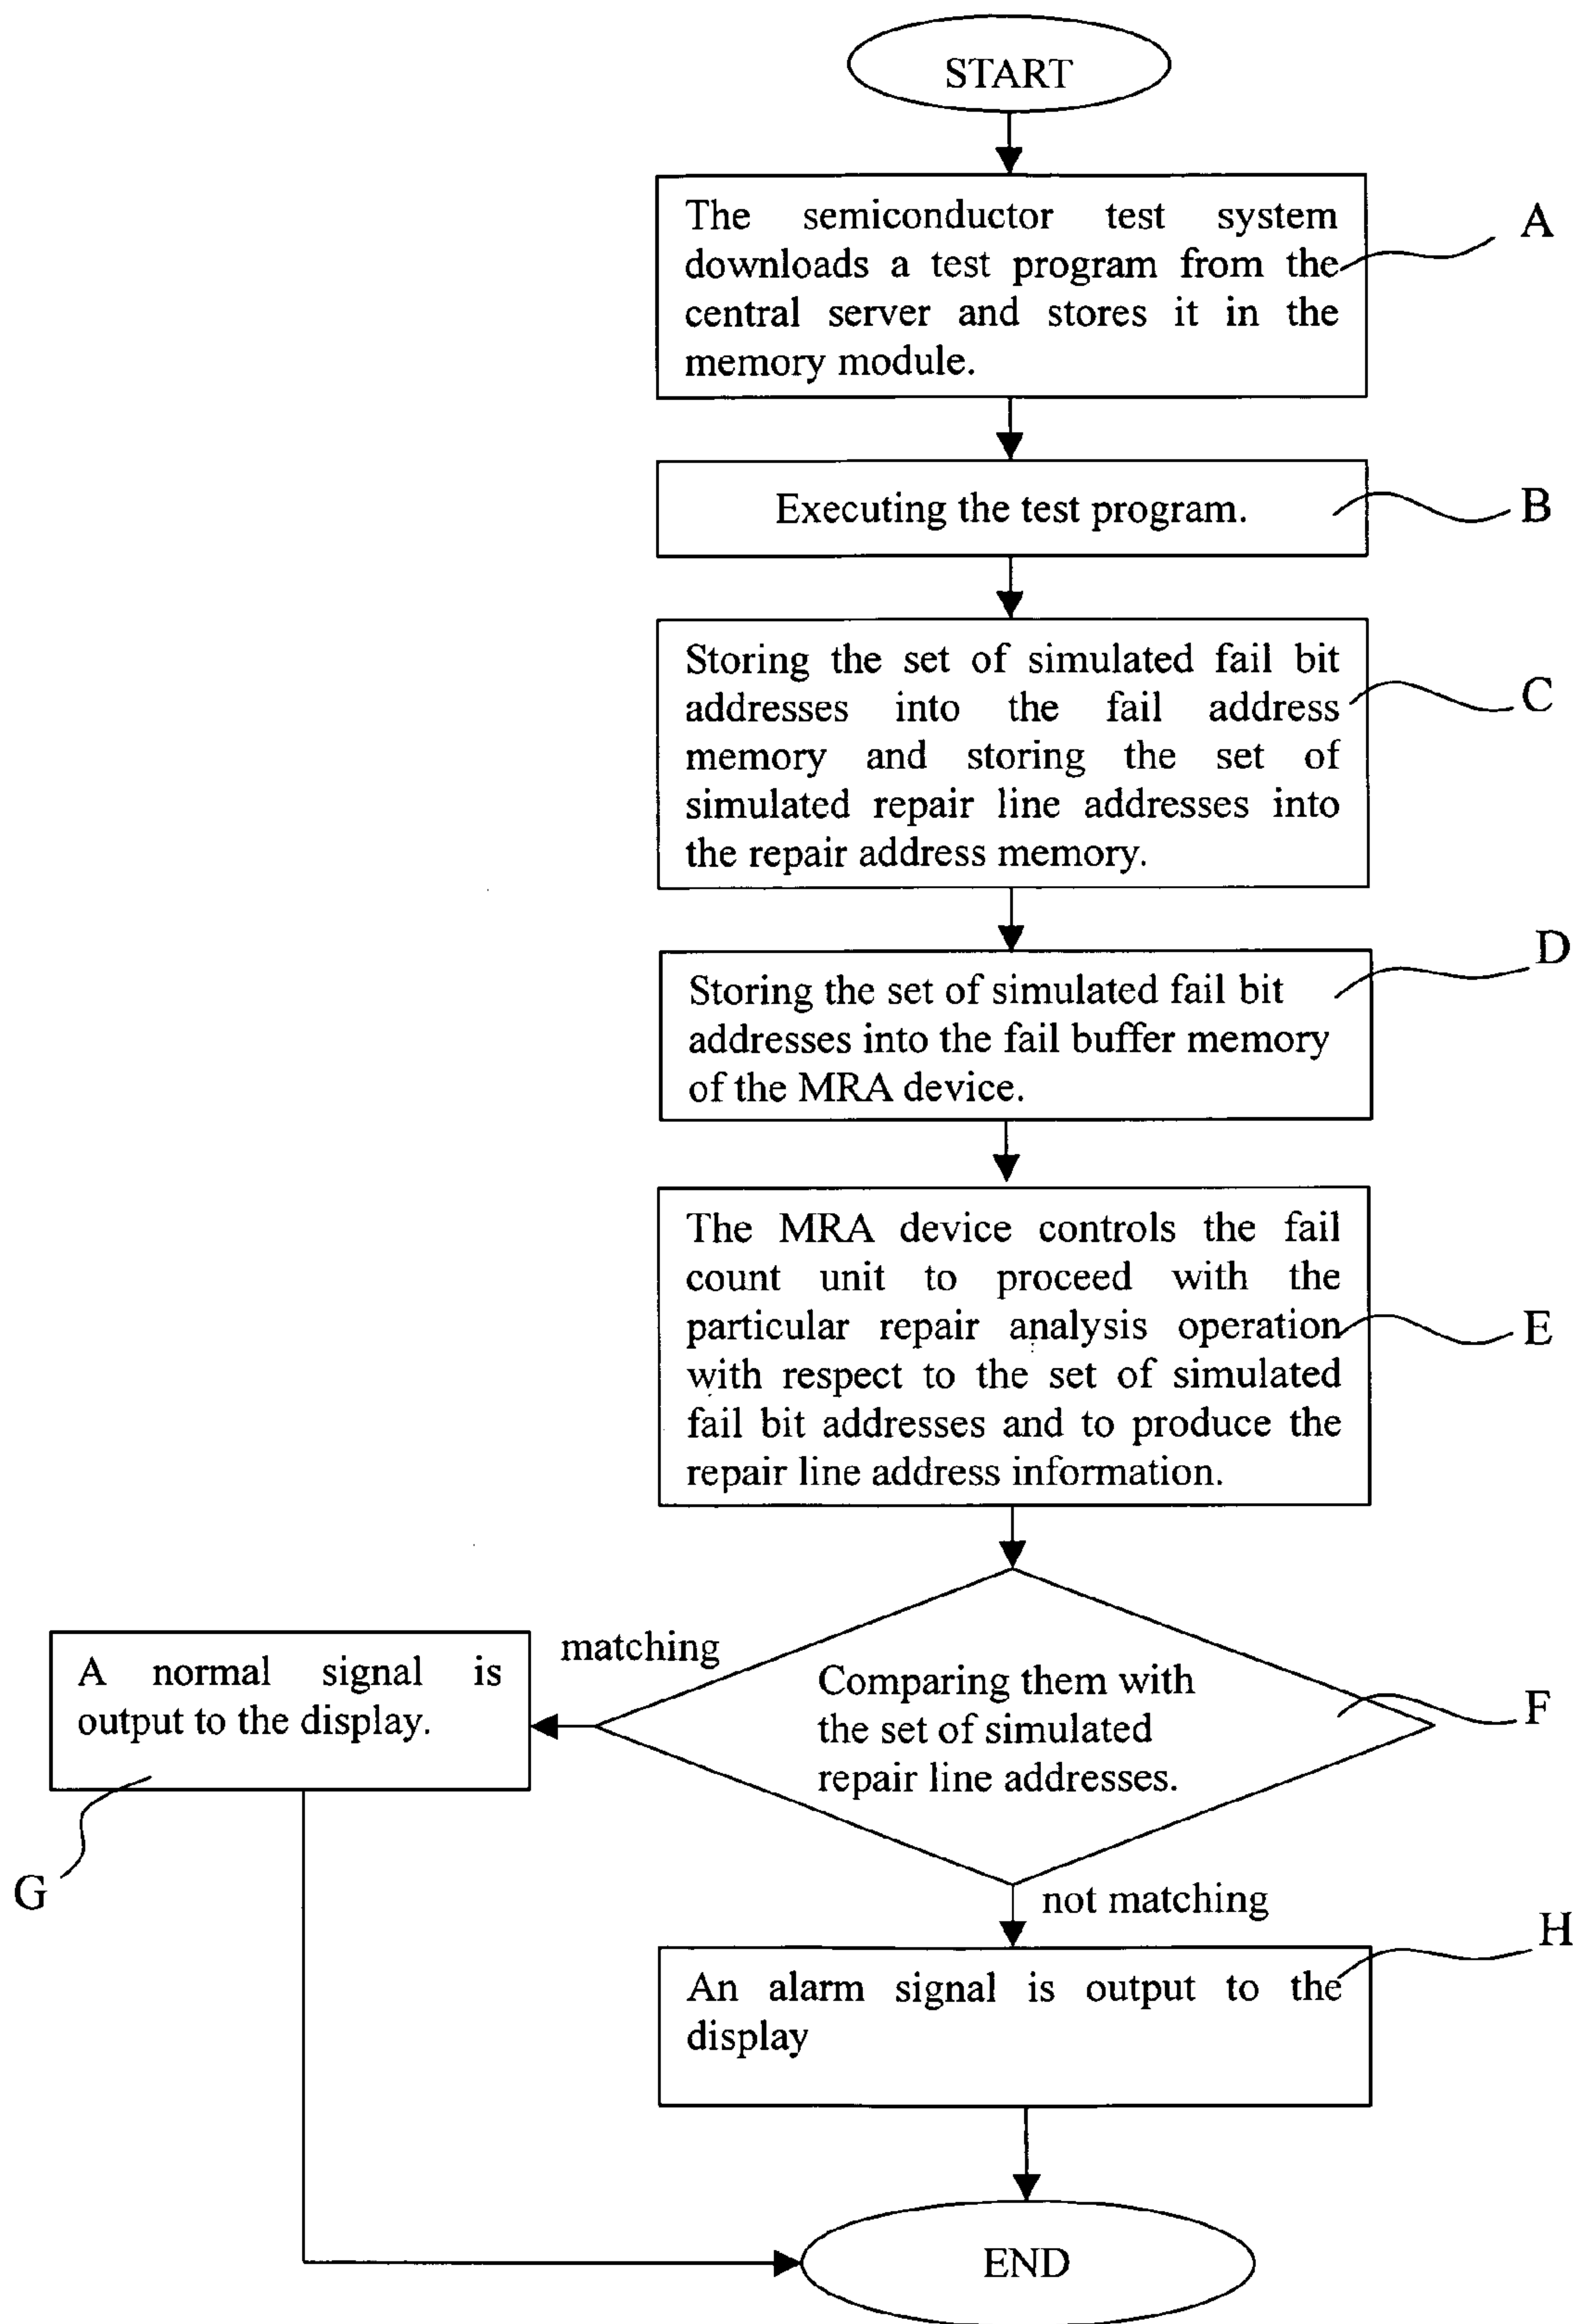 START
The semiconductor test system
downloads a test program from the
central server and stores it in the
memory module.
A
Executing the test program.
B
Storing the set of simulated fail bit
addresses into the fail address
memory and storing the set of
simulated repair line addresses into
the repair address memory.
C
Storing the set of simulated fail bit
addresses into the fail buffer memory
of the MRA device.
D
The MRA device controls the fail
count unit to proceed with the
particular repair analysis operation
with respect to the set of simulated
fail bit addresses and to produce the
repair line address information.
E
Comparing them with
the set of simulated
repair line addresses.
F
matching
A normal signal is
output to the display.
G
not matching
An alarm signal is output to the
display
H
END